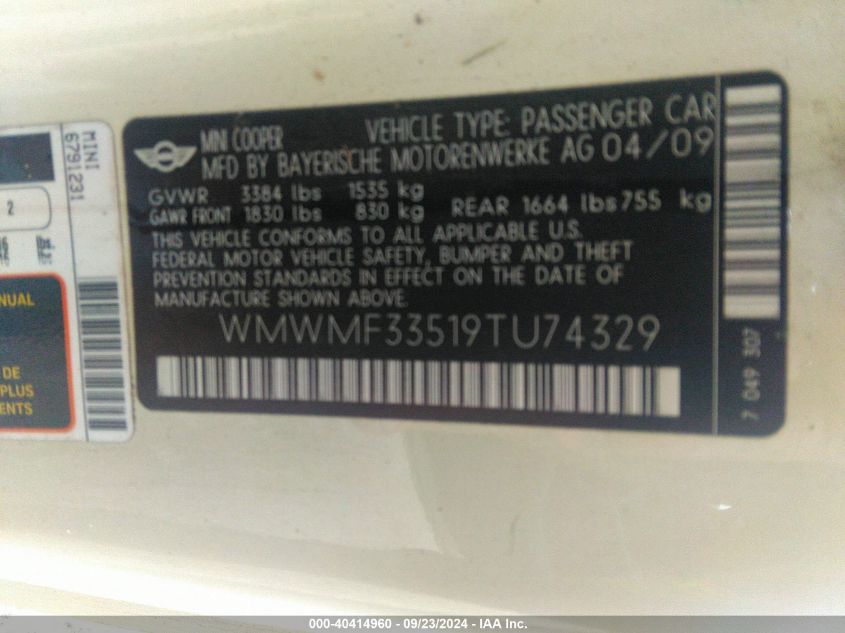 MINI
6791231
2
lbs.
NUAL
DE
PLUS
ENTS
MINI COOPER VEHICLE TYPE: PASSENGER CAR
MFD BY BAYERISCHE MOTORENWERKE AG 04/09
GVWR 3384 lbs 1535 kg
GAWR FRONT 1830 lbs 830 kg REAR 1664 lbs 755 kg
THIS VEHICLE CONFORMS TO ALL APPLICABLE U.S.
FEDERAL MOTOR VEHICLE SAFETY, BUMPER AND THEFT
PREVENTION STANDARDS IN EFFECT ON THE DATE OF
MANUFACTURE SHOWN ABOVE.
WMWMF33519TU74329
7 049 307
000-40414960 - 09/23/2024 - IAA Inc.